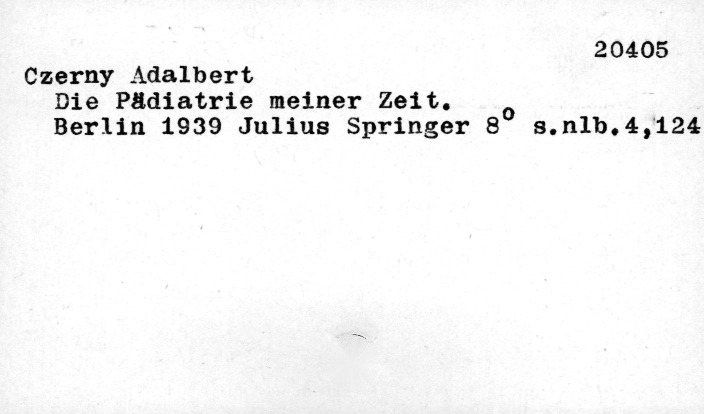 20405
Czerny Adalbert
Die Pädiatrie meiner Zeit.
Berlin 1939 Julius Springer 8° s.nlb.4,124